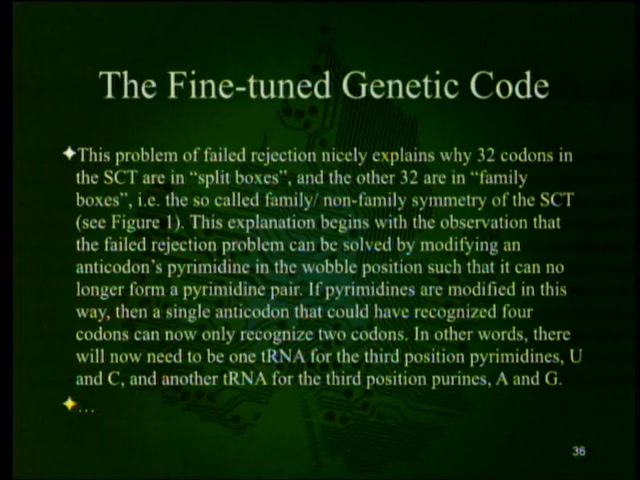 The Fine-tuned Genetic Code
This problem of failed rejection nicely explains why 32 codons in
the SCT are in “split boxes”, and the other 32 are in “family
boxes”, i.e. the so called family/ non-family symmetry of the SCT
(see Figure 1). This explanation begins with the observation that
the failed rejection problem can be solved by modifying an
anticodon’s pyrimidine in the wobble position such that it can no
longer form a pyrimidine pair. If pyrimidines are modified in this
way, then a single anticodon that could have recognized four
codons can now only recognize two codons. In other words, there
will now need to be one tRNA for the third position pyrimidines, U
and C, and another tRNA for the third position purines, A and G.
…
36